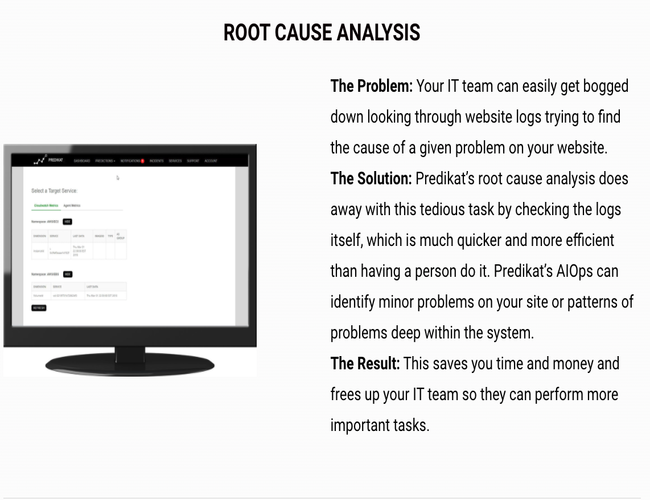 ROOT CAUSE ANALYSIS
The Problem: Your IT team can easily get bogged
down looking through website logs trying to find
the cause of a given problem on your website.
The Solution: Predikat’s root cause analysis does
away with this tedious task by checking the logs
itself, which is much quicker and more efficient
than having a person do it. Predikat’s AIOps can
identify minor problems on your site or patterns of
problems deep within the system.
The Result: This saves you time and money and
frees up your IT team so they can perform more
important tasks.
PREDIKAT DASHBOARD PREDICTIONS NOTIFICATIONS INCIDENTS SERVICES SUPPORT ACCOUNT
Select a Target Service: